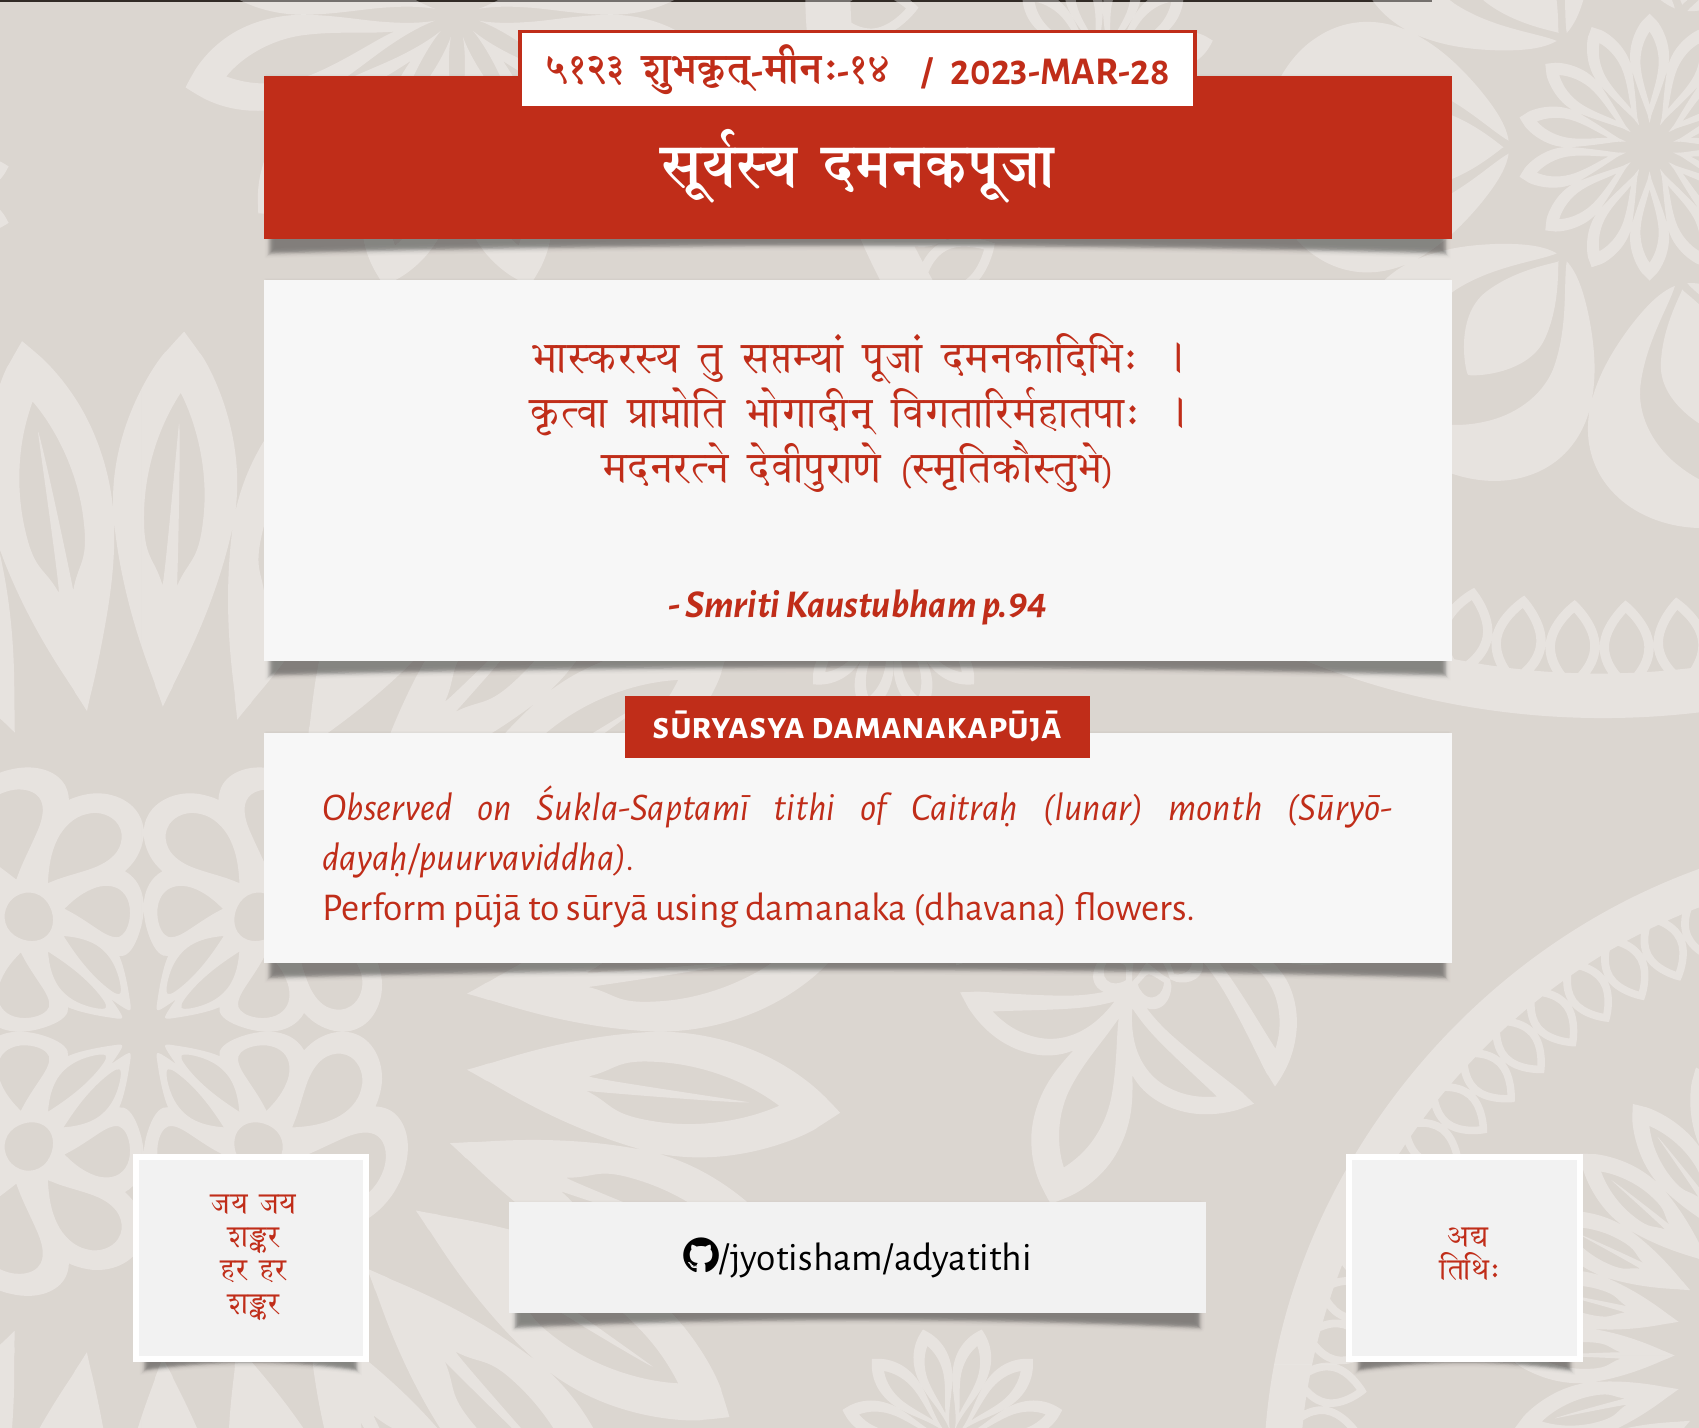 ५१२३ शुभकृत्-मीनः-१४ / 2023-MAR-28
सूर्यस्य दमनकपूजा
भास्करस्य तु सप्तम्यां पूजां दमनकादिभिः ।
कृत्वा प्राप्नोति भोगादीन् विगतारिर्महातपाः ।
मदनरत्ने देवीपुराणे (स्मृतिकौस्तुभे)
- Smriti Kaustubham p.94
SŪRYASYA DAMANAKAPŪJĀ
Observed on Śukla-Saptamī tithi of Caitraḥ (lunar) month (Sūryō-
dayaḥ/puurvaviddha).
Perform pūjā to sūryā using damanaka (dhavana) flowers.
जय जय
शङ्कर
हर हर
शङ्कर
/jyotisham/adyatithi
अद्य
तिथिः